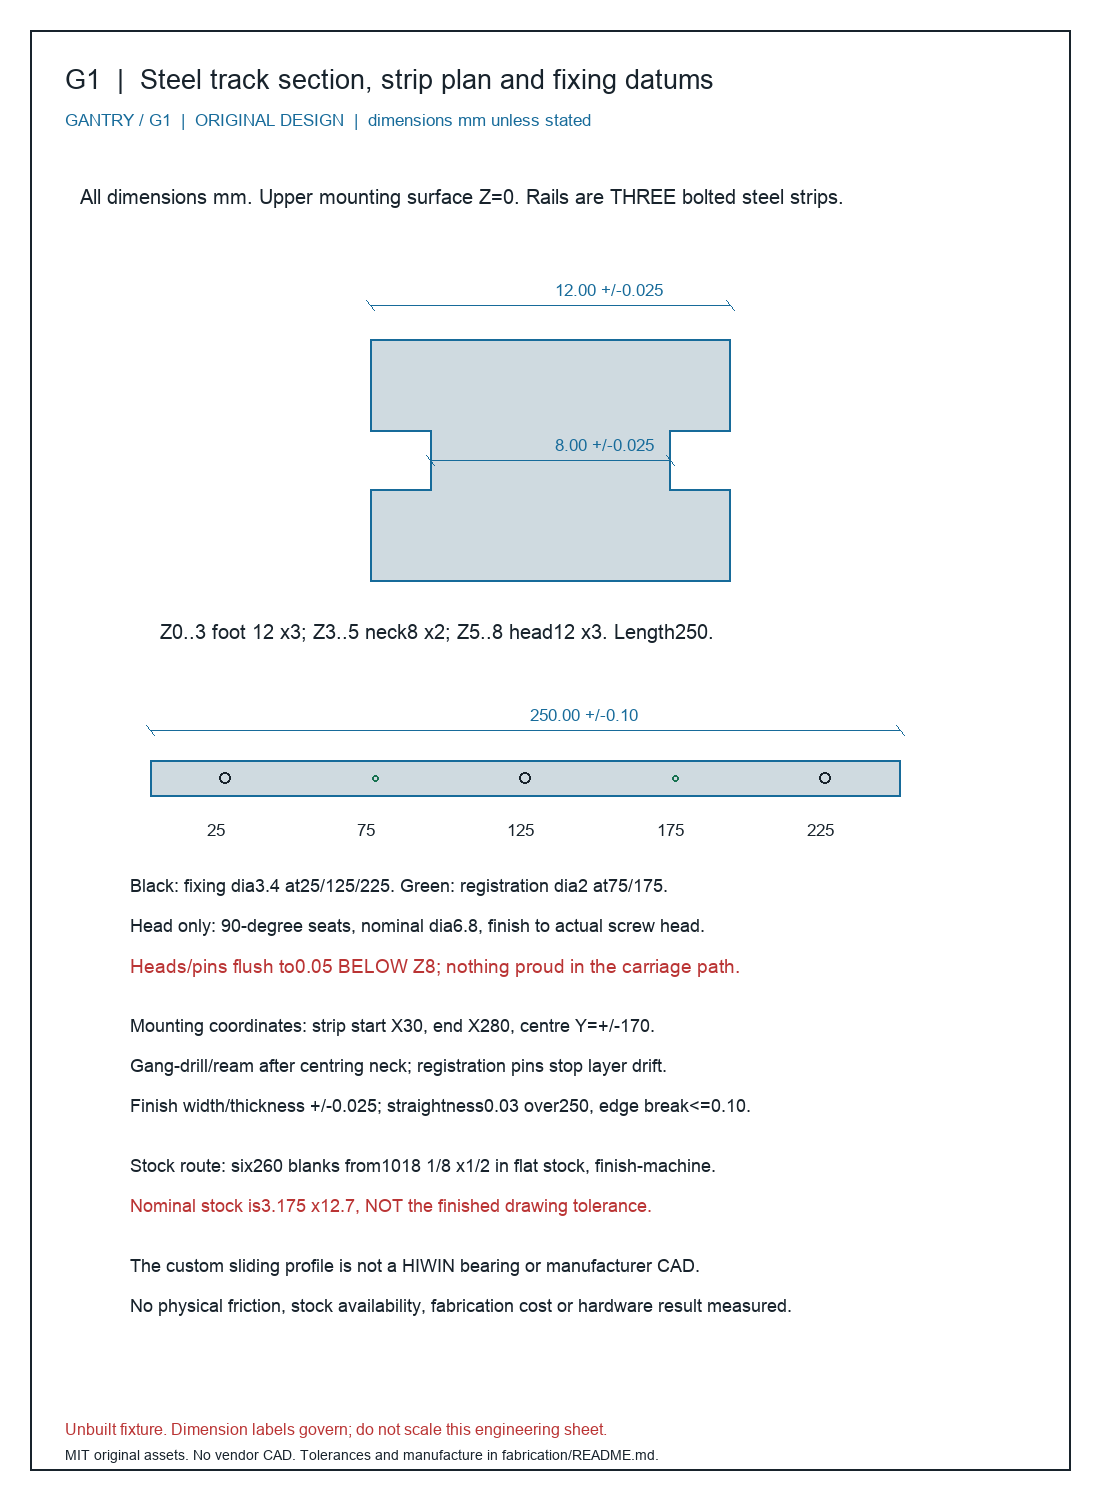 G1 | Steel track section, strip plan and fixing datums
GANTRY / G1 | ORIGINAL DESIGN | dimensions mm unless stated
All dimensions mm. Upper mounting surface Z=0. Rails are THREE bolted steel strips.
12.00 +/-0.025
8.00 +/-0.025
Z0..3 foot 12 x3; Z3..5 neck8 x2; Z5..8 head12 x3. Length250.
250.00 +/-0.10
25 75 125 175 225
Black: fixing dia3.4 at25/125/225. Green: registration dia2 at75/175.
Head only: 90-degree seats, nominal dia6.8, finish to actual screw head.
Heads/pins flush to0.05 BELOW Z8; nothing proud in the carriage path.
Mounting coordinates: strip start X30, end X280, centre Y=+/-170.
Gang-drill/ream after centring neck; registration pins stop layer drift.
Finish width/thickness +/-0.025; straightness0.03 over250, edge break<=0.10.
Stock route: six260 blanks from1018 1/8 x1/2 in flat stock, finish-machine.
Nominal stock is3.175 x12.7, NOT the finished drawing tolerance.
The custom sliding profile is not a HIWIN bearing or manufacturer CAD.
No physical friction, stock availability, fabrication cost or hardware result measured.
Unbuilt fixture. Dimension labels govern; do not scale this engineering sheet.
MIT original assets. No vendor CAD. Tolerances and manufacture in fabrication/README.md.